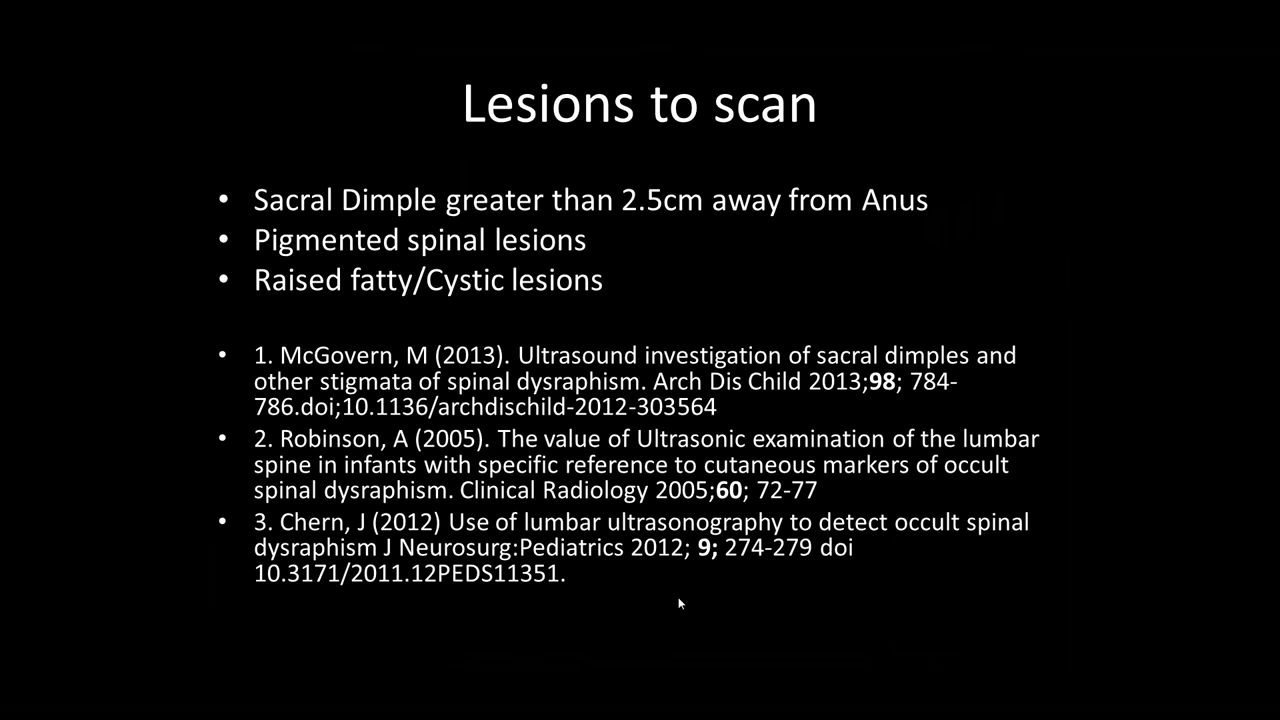 Lesions to scan
• Sacral Dimple greater than 2.5cm away from Anus
• Pigmented spinal lesions
• Raised fatty/Cystic lesions
• 1. McGovern, M (2013). Ultrasound investigation of sacral dimples and
other stigmata of spinal dysraphism. Arch Dis Child 2013;98; 784-
786.doi;10.1136/archdischild-2012-303564
• 2. Robinson, A (2005). The value of Ultrasonic examination of the lumbar
spine in infants with specific reference to cutaneous markers of occult
spinal dysraphism. Clinical Radiology 2005;60; 72-77
• 3. Chern, J (2012) Use of lumbar ultrasonography to detect occult spinal
dysraphism J Neurosurg:Pediatrics 2012; 9; 274-279 doi
10.3171/2011.12PEDS11351.